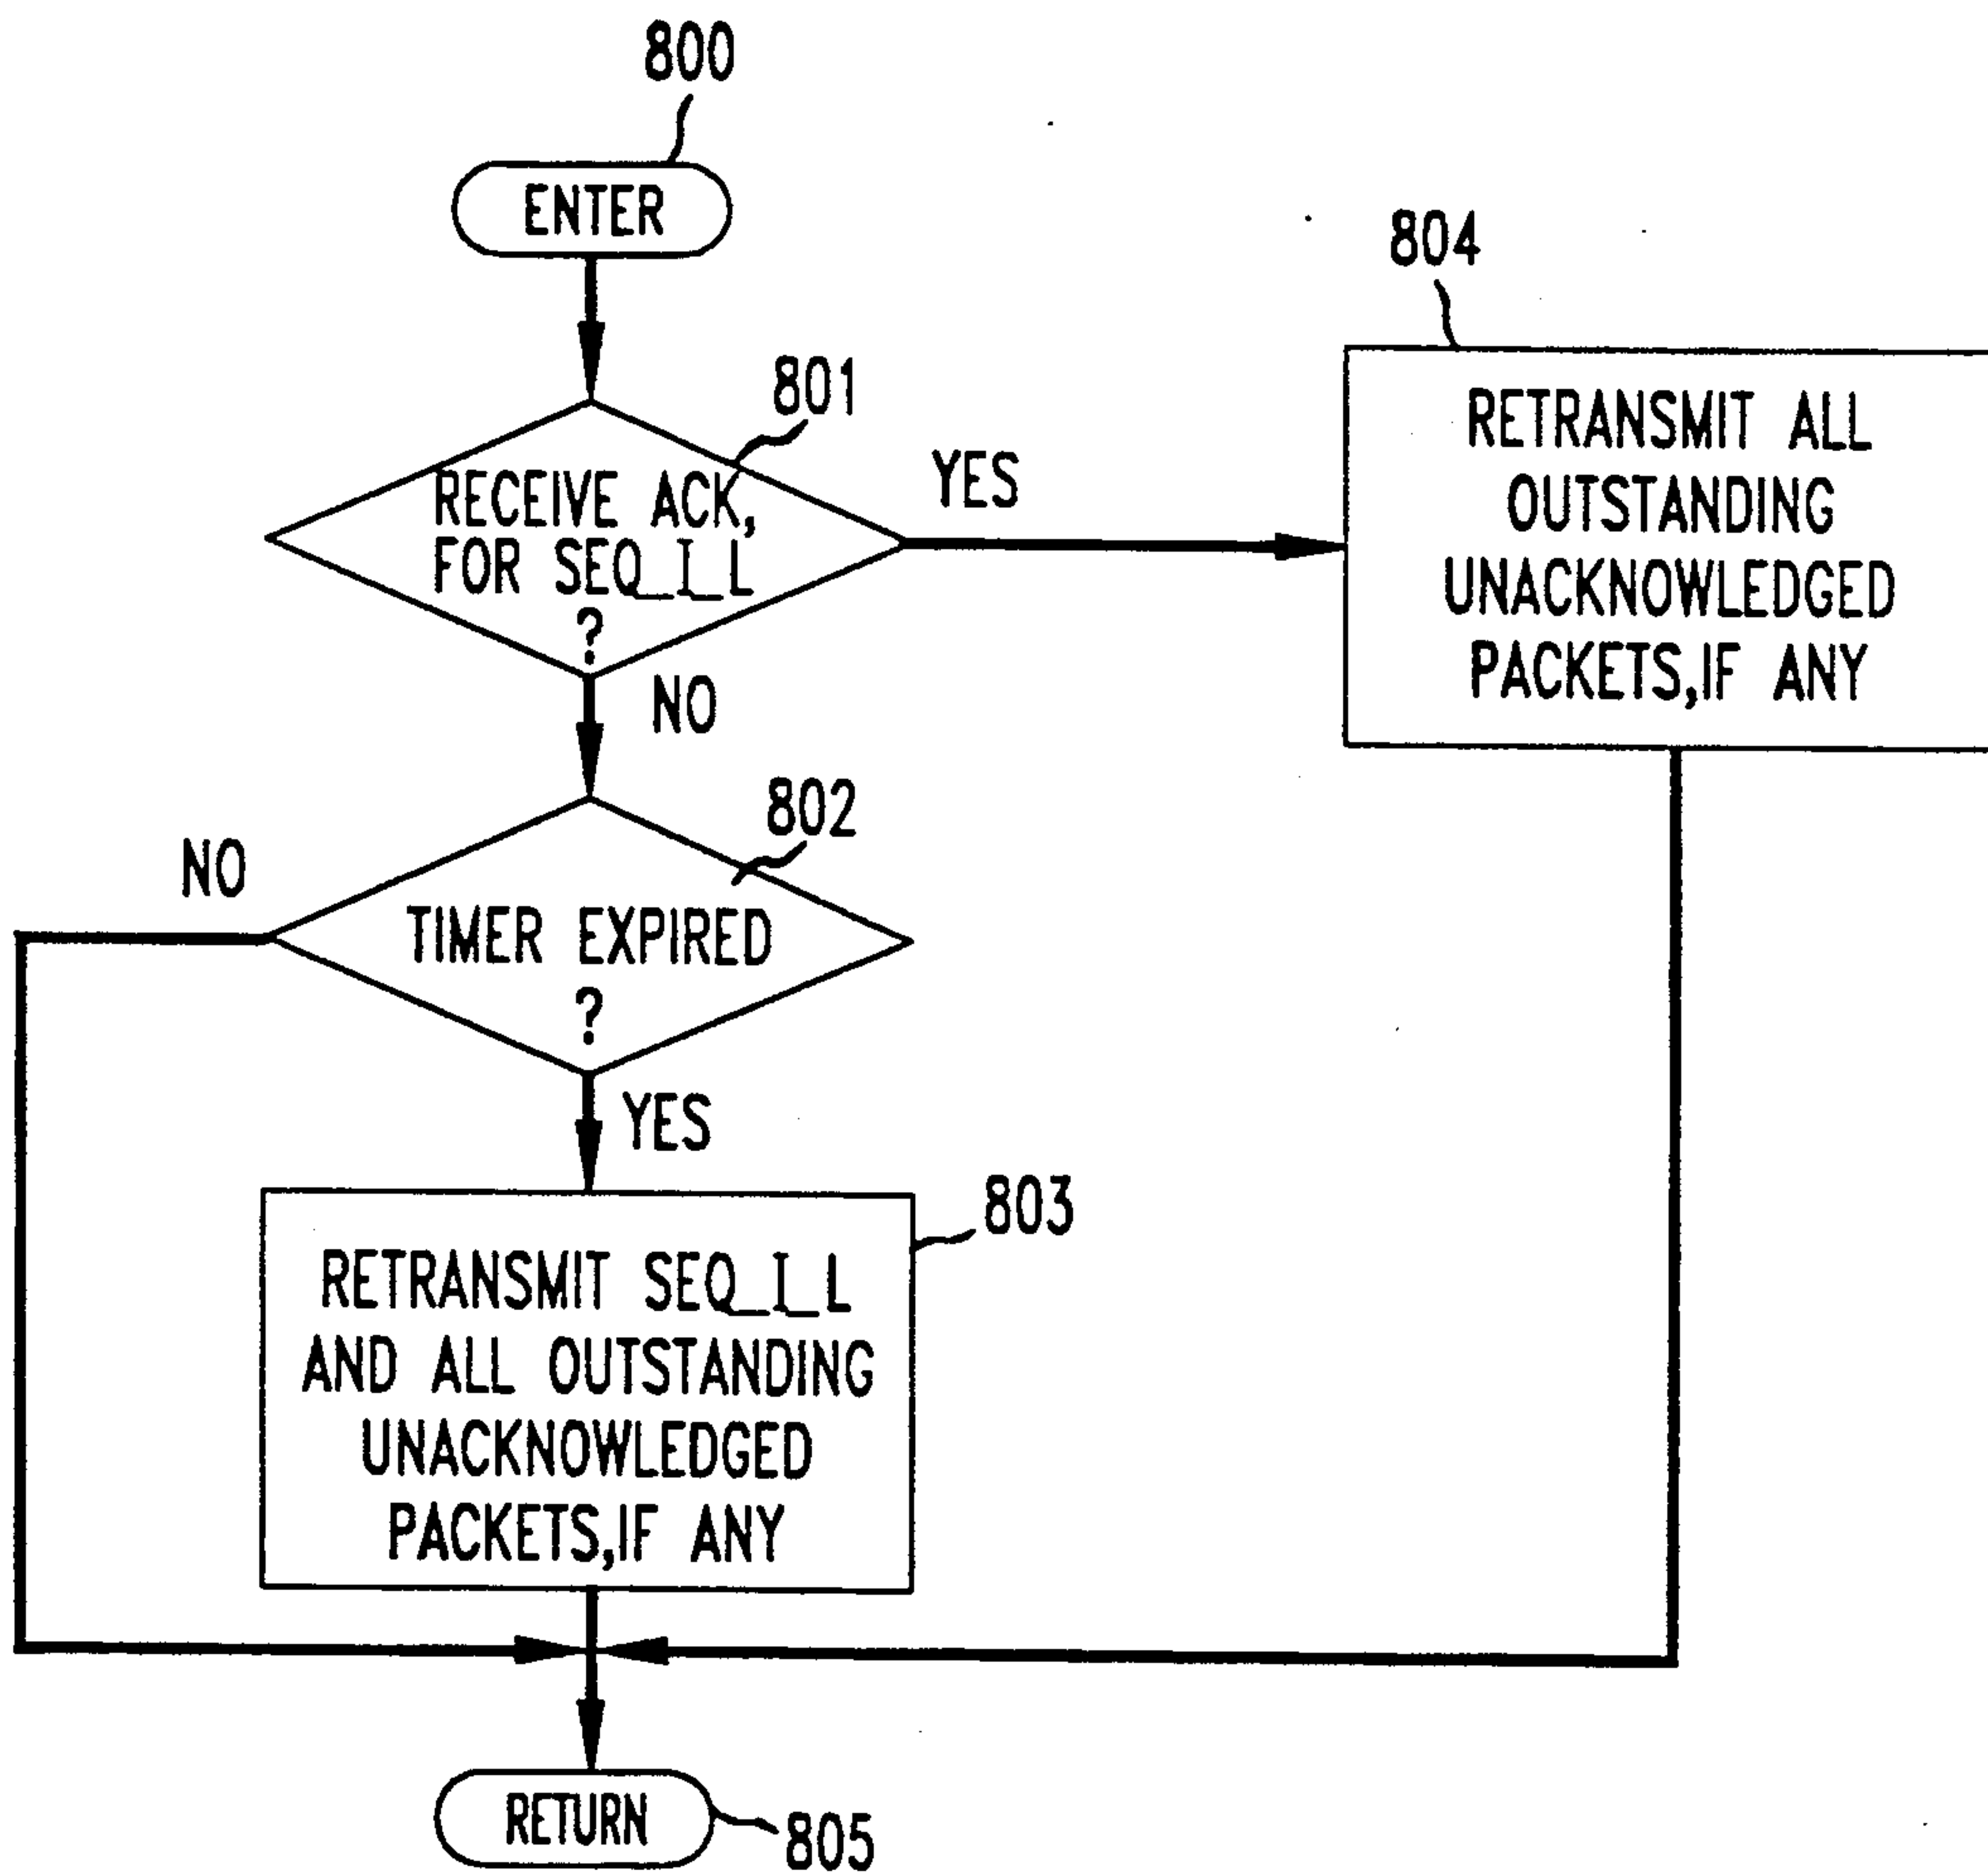 800
ENTER
801
RECEIVE ACK,
FOR SEQ_I_L
?
YES
804
RETRANSMIT ALL
OUTSTANDING
UNACKNOWLEDGED
PACKETS,IF ANY
NO
802
NO
TIMER EXPIRED
?
YES
803
RETRANSMIT SEQ_I_L
AND ALL OUTSTANDING
UNACKNOWLEDGED
PACKETS,IF ANY
RETURN
805